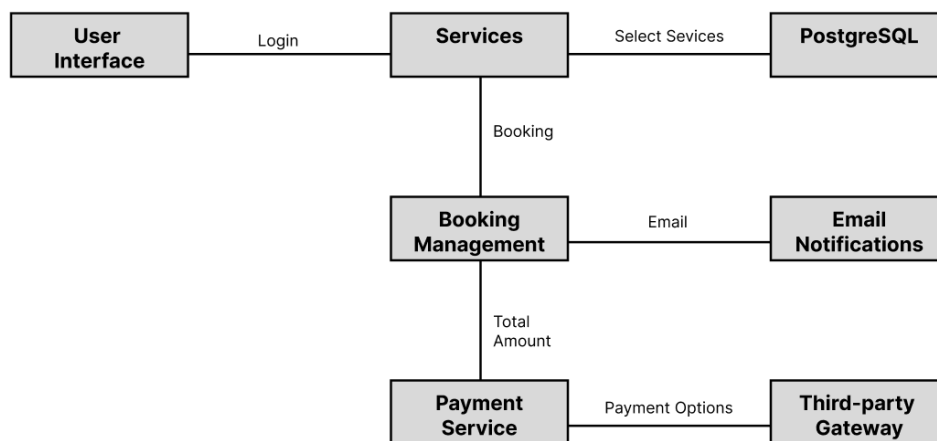 User
Interface
Login
Services
Select Sevices
PostgreSQL
Booking
Booking
Management
Email
Email
Notifications
Total
Amount
Payment
Service
Payment Options
Third-party
Gateway